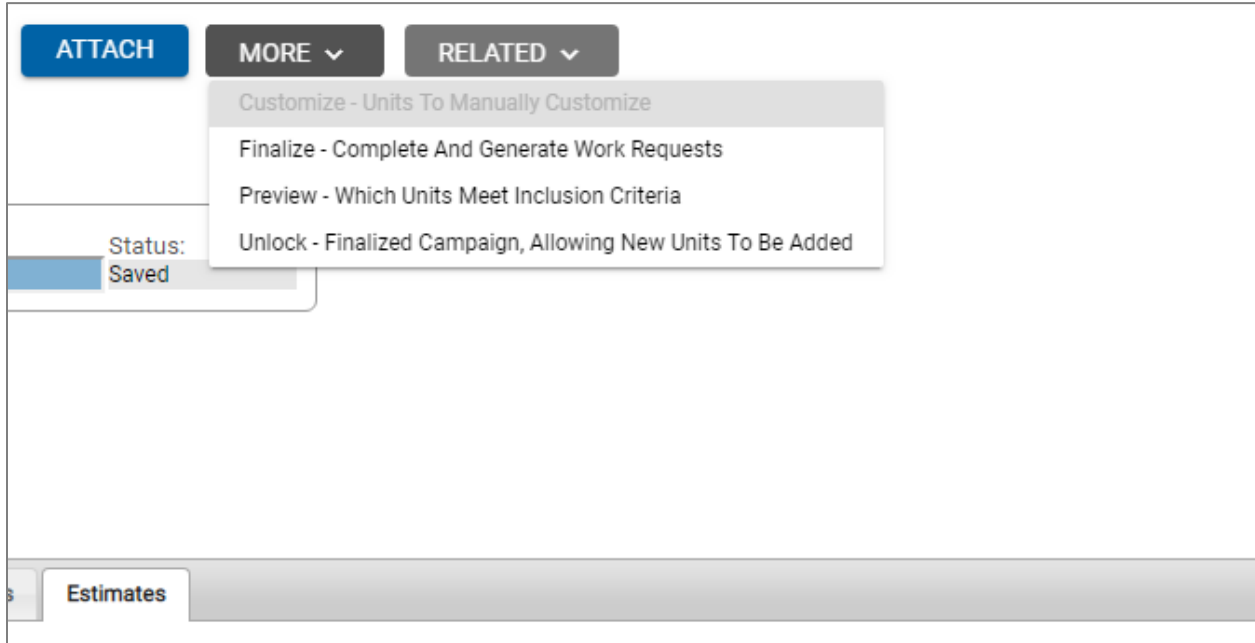 ATTACH MORE RELATED
Customize - Units To Manually Customize
Finalize - Complete And Generate Work Requests
Preview - Which Units Meet Inclusion Criteria
Unlock - Finalized Campaign, Allowing New Units To Be Added
Status:
Saved
s Estimates